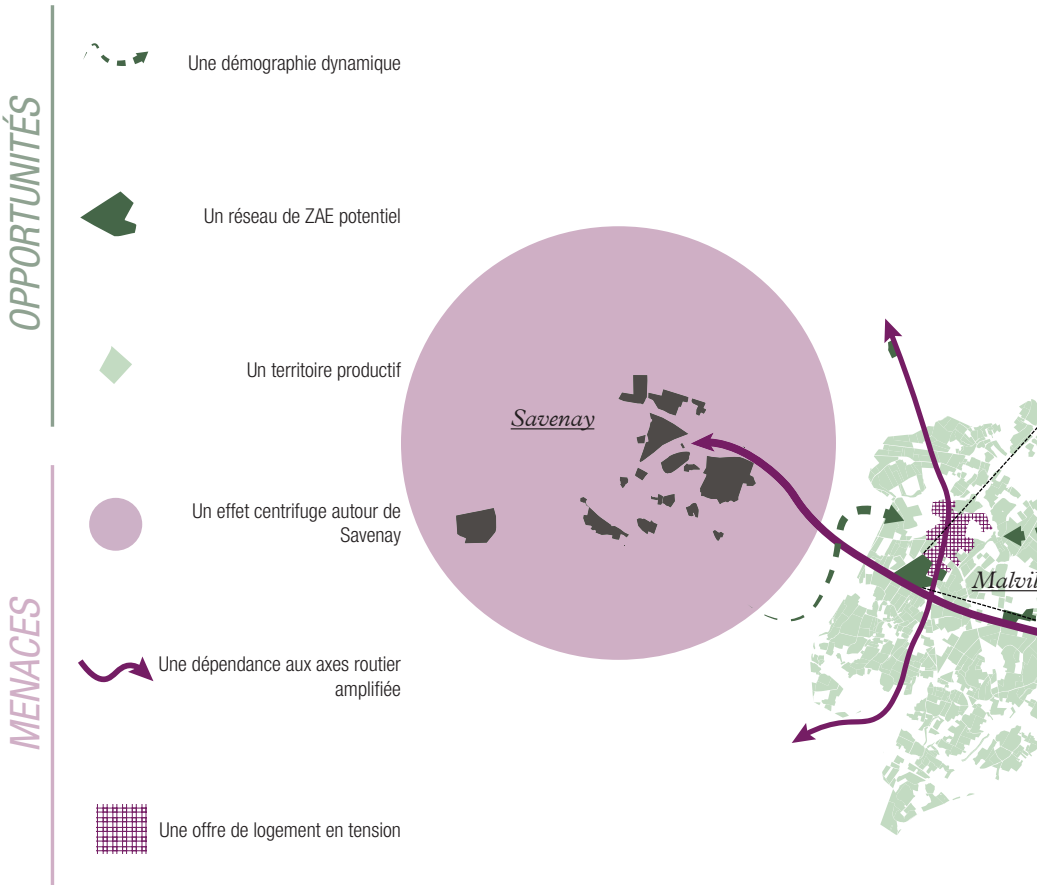 OPPORTUNITÉS
Une démographie dynamique
Un réseau de ZAE potentiel
Un territoire productif
MENACES
Un effet centrifuge autour de
Savenay
Une dépendance aux axes routier
amplifiée
Une offre de logement en tension
Savenay
Malvil